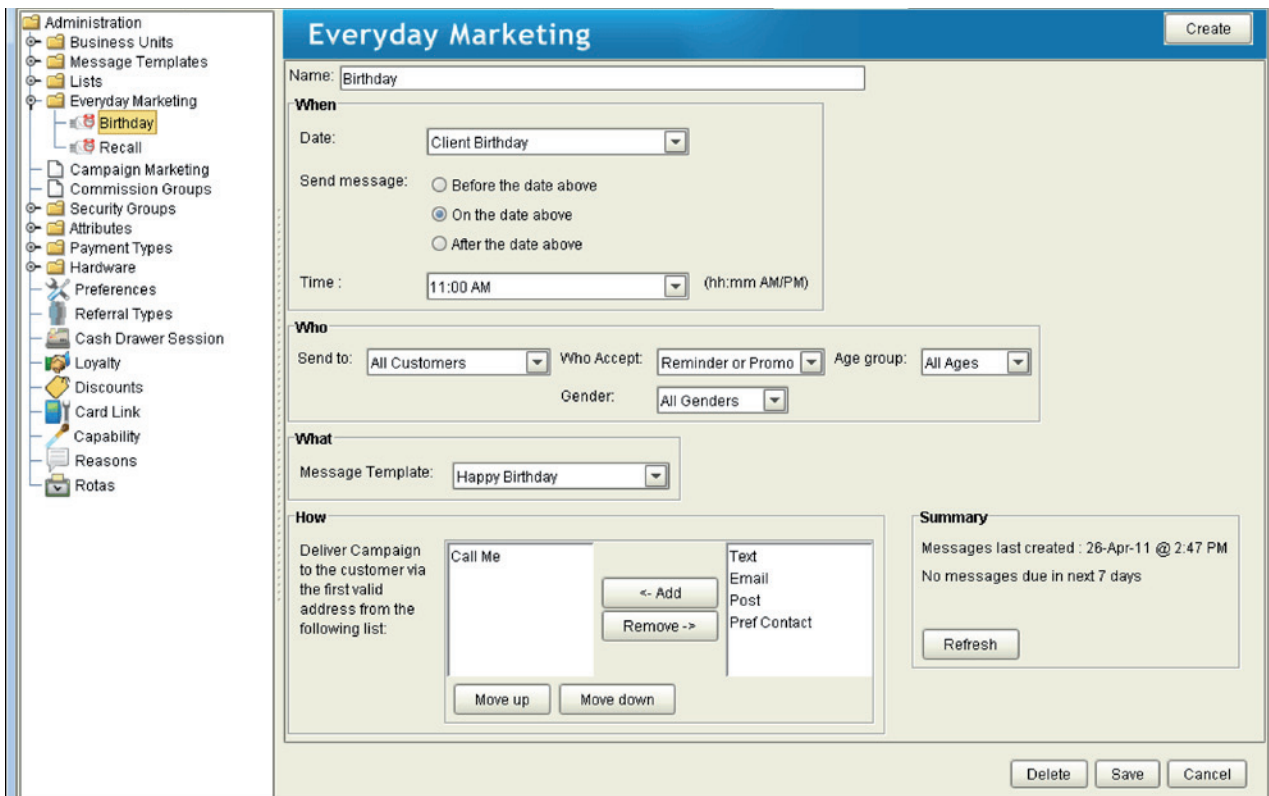 Administration
Business Units
Message Templates
Lists
Everyday Marketing
Birthday
Recall
Campaign Marketing
Commission Groups
Security Groups
Attributes
Payment Types
Hardware
Preferences
Referral Types
Cash Drawer Session
Loyalty
Discounts
Card Link
Capability
Reasons
Rotas
Everyday Marketing
Create
Name: Birthday
When
Date: Client Birthday
Send message: Before the date above
On the date above
After the date above
Time : 11:00 AM (hh:mm AM/PM)
Who
Send to: All Customers Who Accept: Reminder or Promo Age group: All Ages
Gender: All Genders
What
Message Template: Happy Birthday
How
Deliver Campaign
to the customer via
the first valid
address from the
following list:
Call Me
<- Add
Remove ->
Text
Email
Post
Pref Contact
Move up Move down
Summary
Messages last created : 26-Apr-11 @ 2:47 PM
No messages due in next 7 days
Refresh
Delete Save Cancel